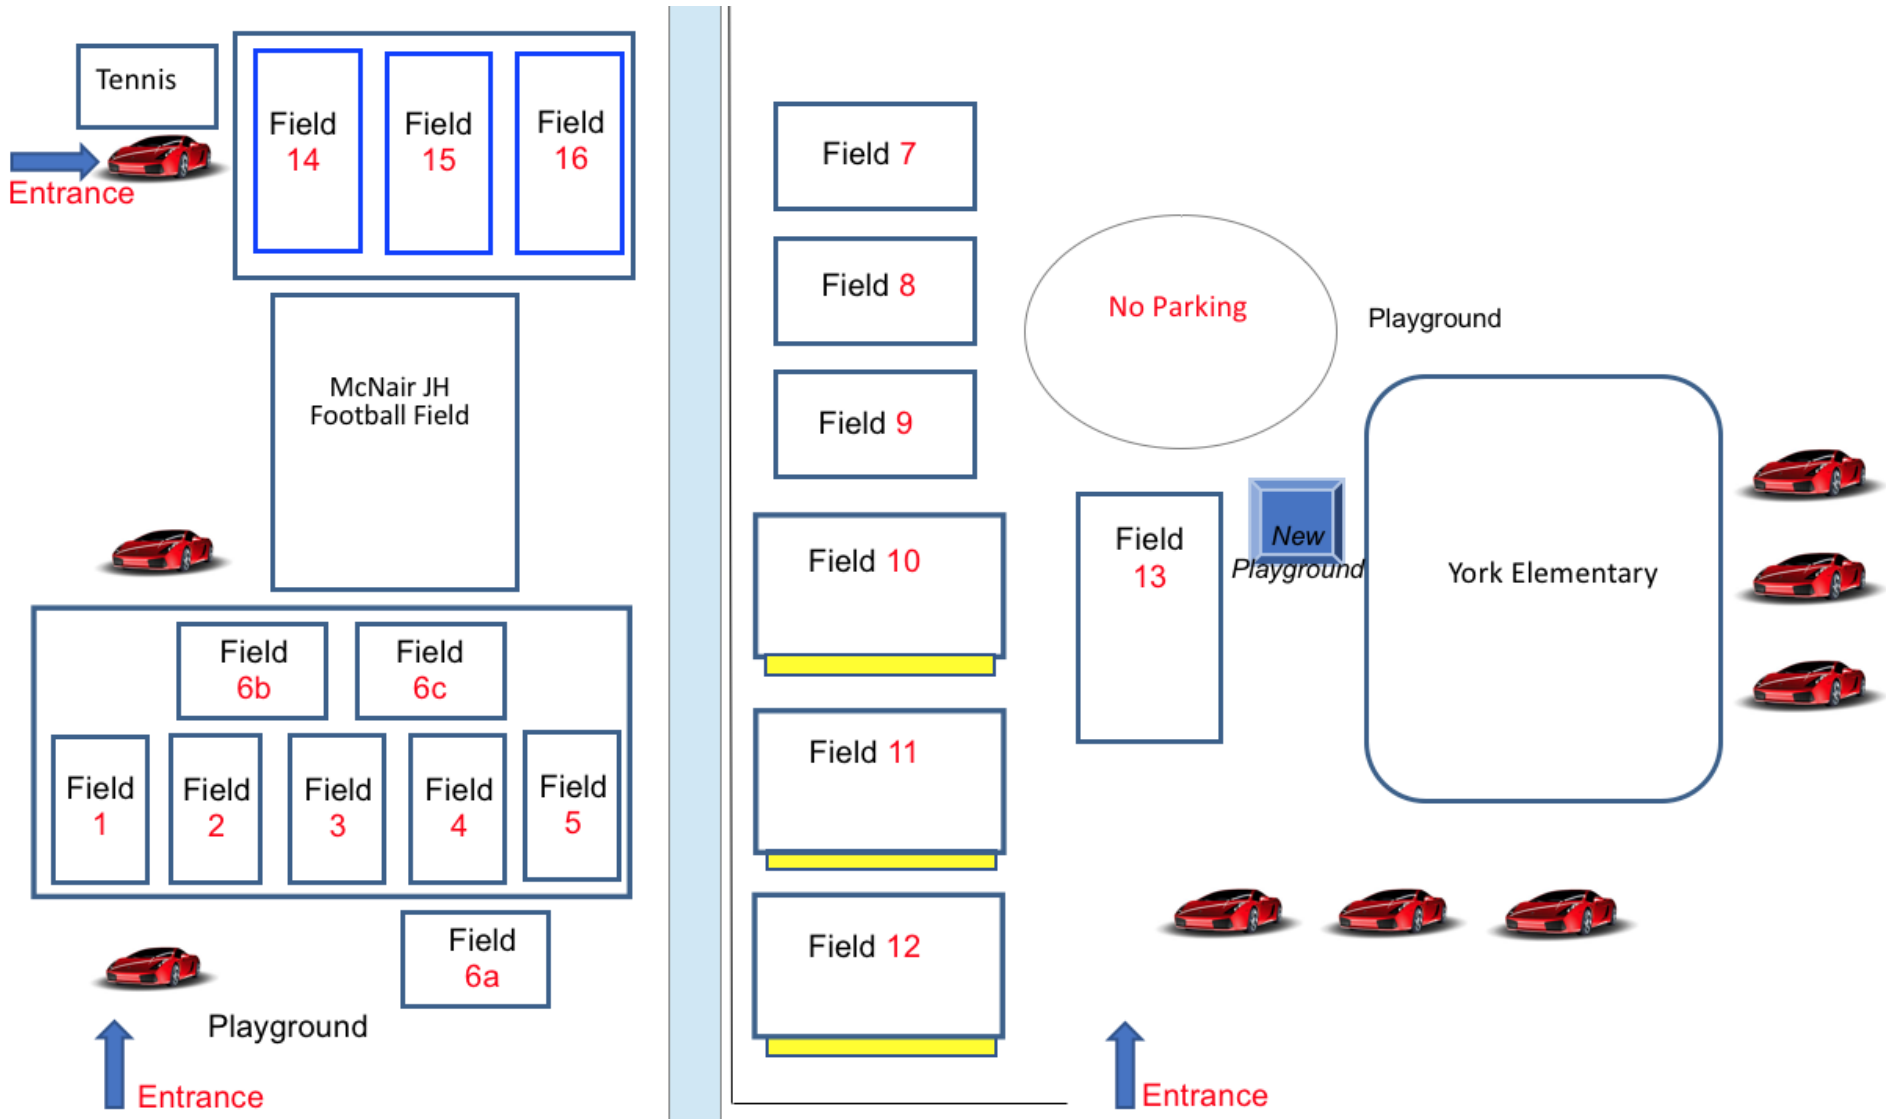 Tennis
Entrance
Field
14
Field
15
Field
16
McNair JH
Football Field
Field
6b
Field
6c
Field
1
Field
2
Field
3
Field
4
Field
5
Field
6a
Playground
Entrance
Field 7
Field 8
Field 9
Field 10
Field 11
Field 12
No Parking
Playground
Field
13
New
Playground
York Elementary
Entrance